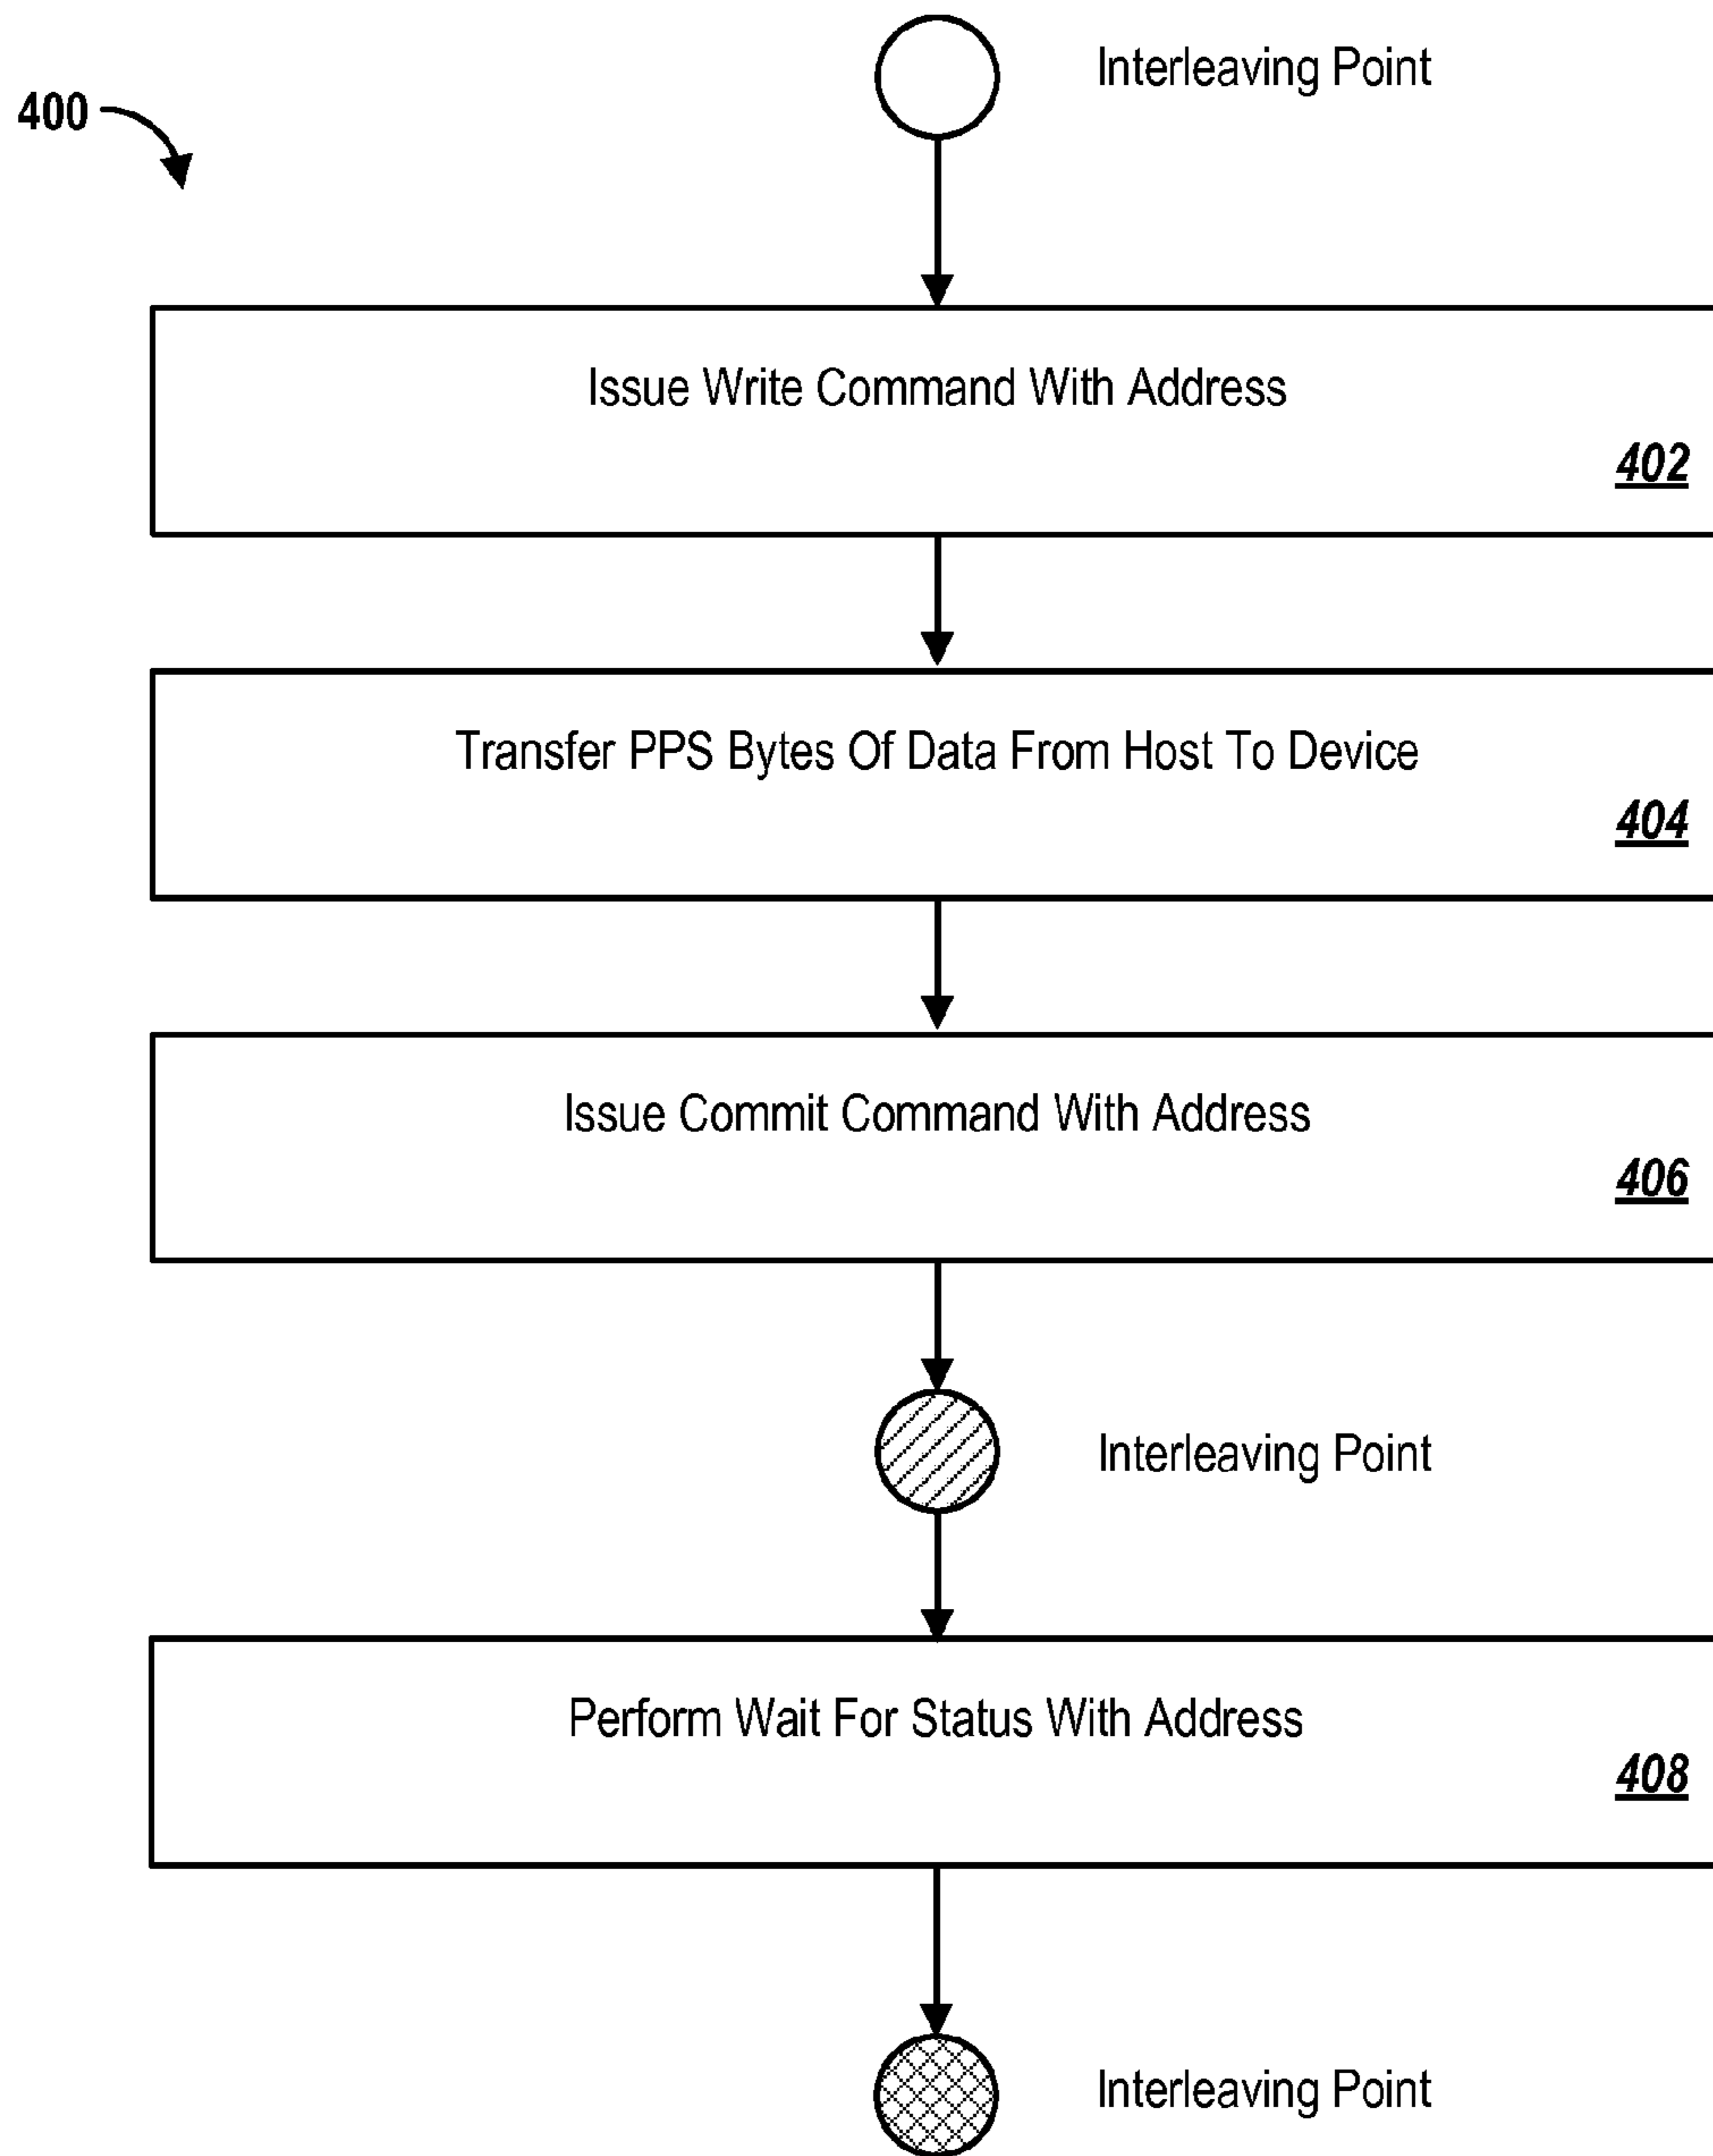 Interleaving Point
400
Issue Write Command With Address
402
Transfer PPS Bytes Of Data From Host To Device
404
Issue Commit Command With Address
406
Interleaving Point
Perform Wait For Status With Address
408
Interleaving Point